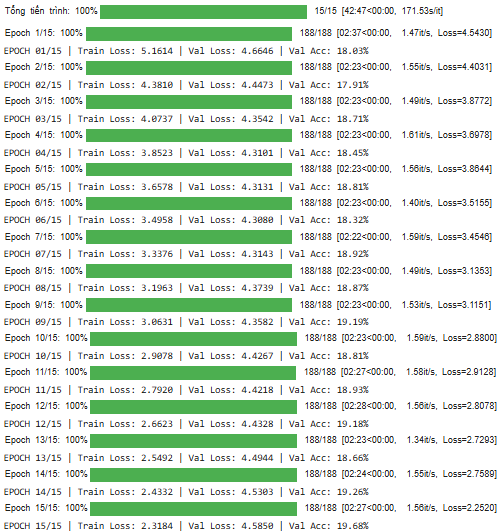 Tổng tiến trình: 100% 15/15 [42:47<00:00, 171.53s/it]
Epoch 1/15: 100% 188/188 [02:37<00:00, 1.47it/s, Loss=4.5430]
EPOCH 01/15 | Train Loss: 5.1614 | Val Loss: 4.6646 | Val Acc: 18.03%
Epoch 2/15: 100% 188/188 [02:23<00:00, 1.55it/s, Loss=4.4031]
EPOCH 02/15 | Train Loss: 4.3810 | Val Loss: 4.4473 | Val Acc: 17.91%
Epoch 3/15: 100% 188/188 [02:23<00:00, 1.49it/s, Loss=3.8772]
EPOCH 03/15 | Train Loss: 4.0737 | Val Loss: 4.3542 | Val Acc: 18.71%
Epoch 4/15: 100% 188/188 [02:23<00:00, 1.61it/s, Loss=3.6978]
EPOCH 04/15 | Train Loss: 3.8523 | Val Loss: 4.3101 | Val Acc: 18.45%
Epoch 5/15: 100% 188/188 [02:23<00:00, 1.56it/s, Loss=3.8644]
EPOCH 05/15 | Train Loss: 3.6578 | Val Loss: 4.3131 | Val Acc: 18.81%
Epoch 6/15: 100% 188/188 [02:23<00:00, 1.40it/s, Loss=3.5155]
EPOCH 06/15 | Train Loss: 3.4958 | Val Loss: 4.3080 | Val Acc: 18.32%
Epoch 7/15: 100% 188/188 [02:22<00:00, 1.59it/s, Loss=3.4546]
EPOCH 07/15 | Train Loss: 3.3376 | Val Loss: 4.3143 | Val Acc: 18.92%
Epoch 8/15: 100% 188/188 [02:23<00:00, 1.49it/s, Loss=3.1353]
EPOCH 08/15 | Train Loss: 3.1963 | Val Loss: 4.3739 | Val Acc: 18.87%
Epoch 9/15: 100% 188/188 [02:23<00:00, 1.53it/s, Loss=3.1151]
EPOCH 09/15 | Train Loss: 3.0631 | Val Loss: 4.3582 | Val Acc: 19.19%
Epoch 10/15: 100% 188/188 [02:23<00:00, 1.59it/s, Loss=2.8800]
EPOCH 10/15 | Train Loss: 2.9078 | Val Loss: 4.4267 | Val Acc: 18.81%
Epoch 11/15: 100% 188/188 [02:27<00:00, 1.58it/s, Loss=2.9128]
EPOCH 11/15 | Train Loss: 2.7920 | Val Loss: 4.4218 | Val Acc: 18.93%
Epoch 12/15: 100% 188/188 [02:28<00:00, 1.56it/s, Loss=2.8078]
EPOCH 12/15 | Train Loss: 2.6623 | Val Loss: 4.4328 | Val Acc: 19.18%
Epoch 13/15: 100% 188/188 [02:23<00:00, 1.34it/s, Loss=2.7293]
EPOCH 13/15 | Train Loss: 2.5492 | Val Loss: 4.4944 | Val Acc: 18.66%
Epoch 14/15: 100% 188/188 [02:24<00:00, 1.55it/s, Loss=2.7589]
EPOCH 14/15 | Train Loss: 2.4332 | Val Loss: 4.5303 | Val Acc: 19.26%
Epoch 15/15: 100% 188/188 [02:27<00:00, 1.56it/s, Loss=2.2520]
EPOCH 15/15 | Train Loss: 2.3184 | Val Loss: 4.5850 | Val Acc: 19.68%